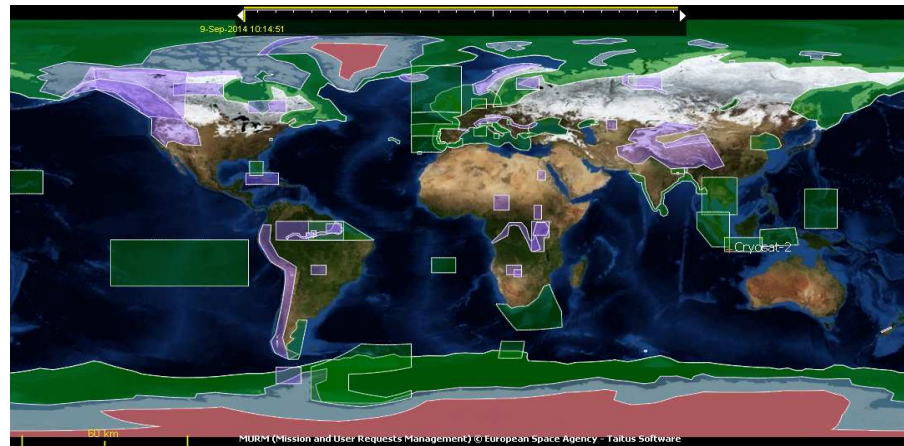 9-Sep-2014 10:14:51
Cryosat-2
60 km
MURM (Mission and User Requests Management) © European Space Agency - Taitus Software